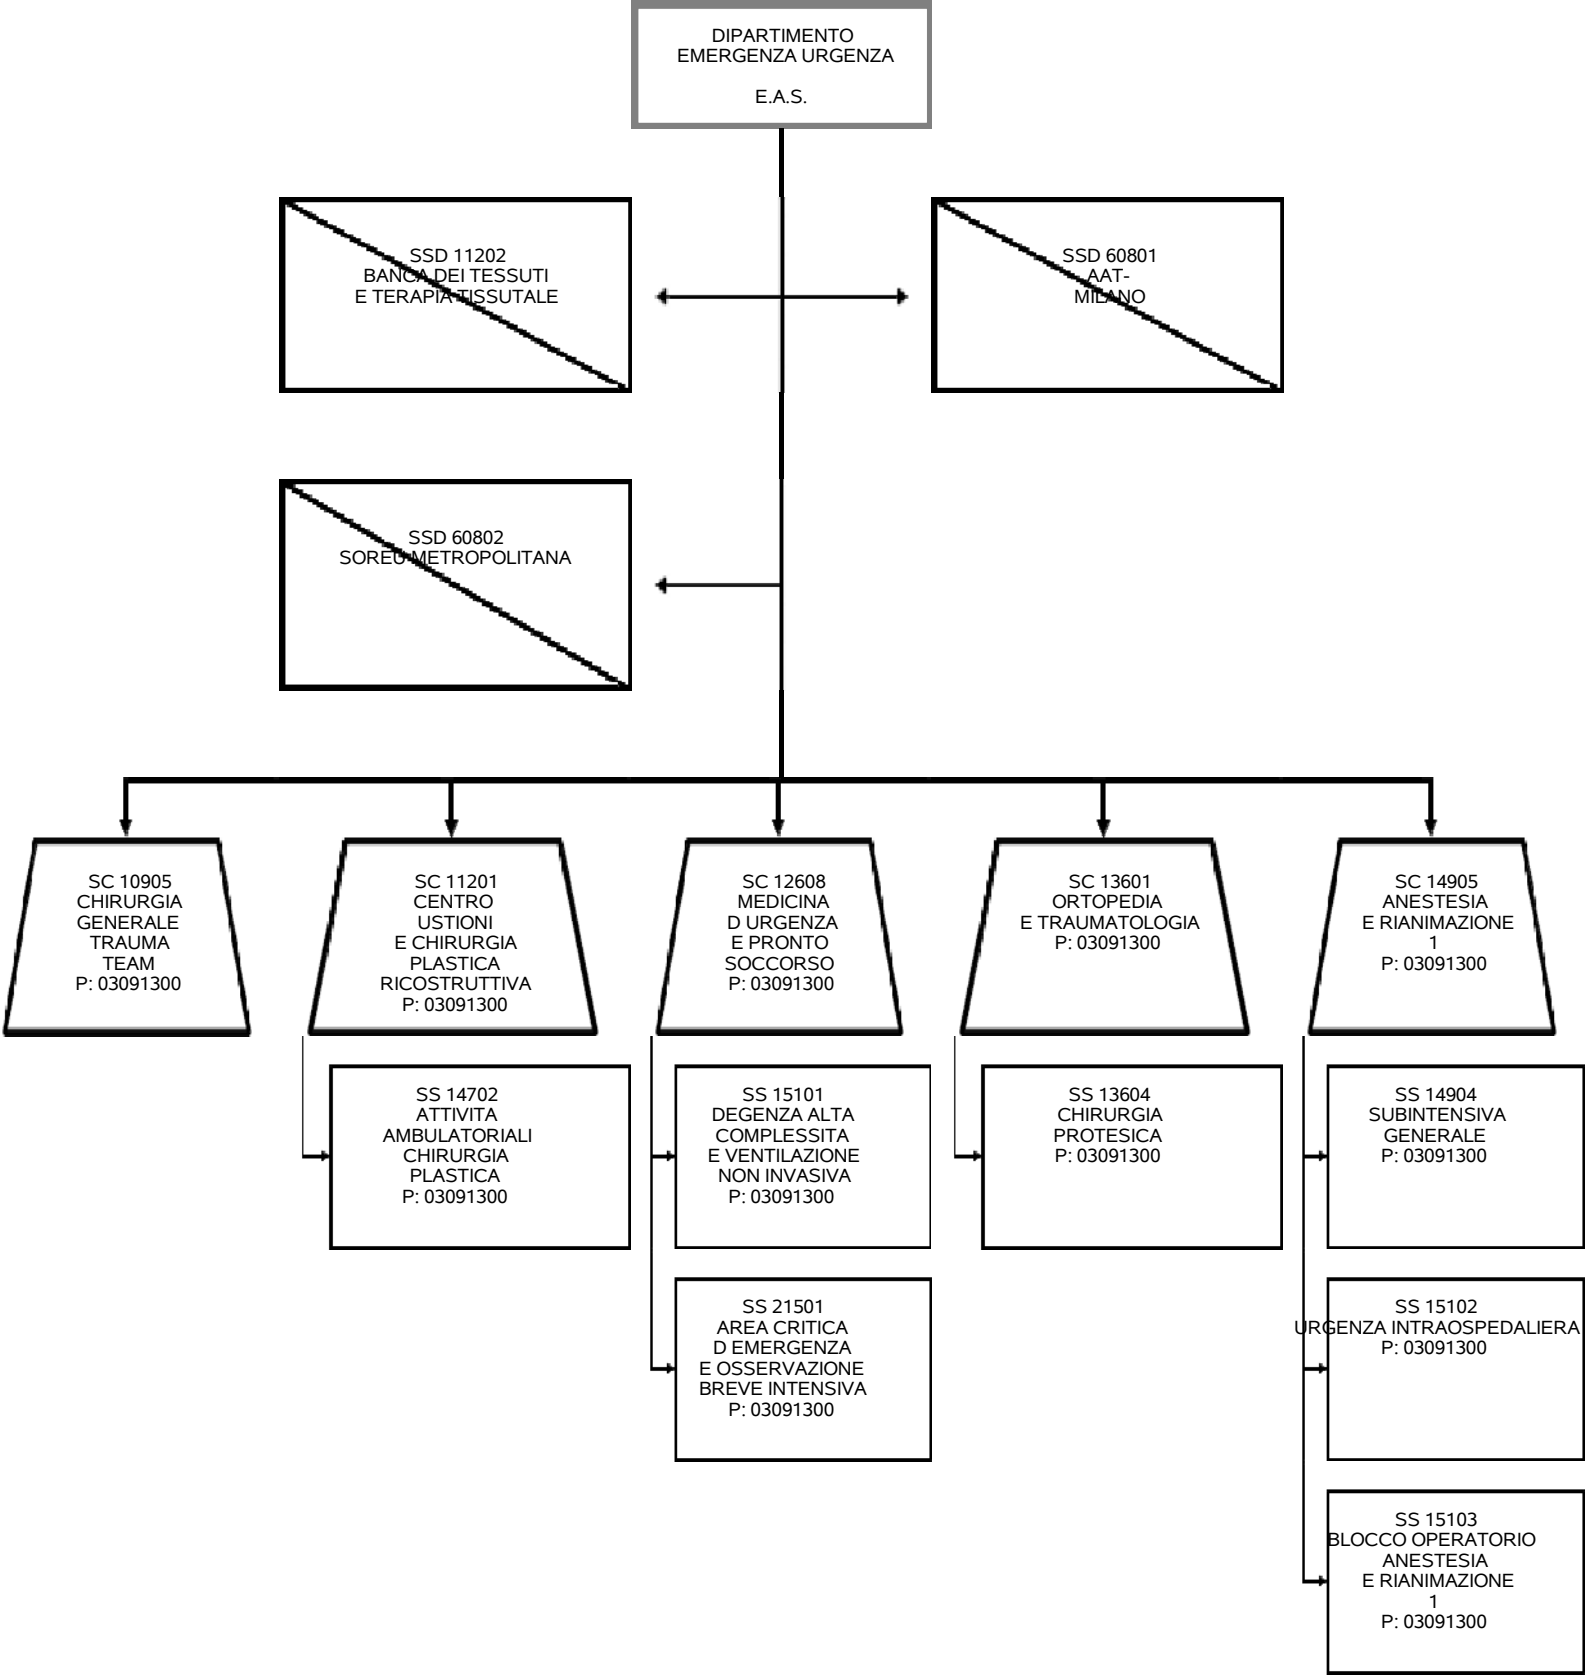 DIPARTIMENTO
EMERGENZA URGENZA
E.A.S.
SSD 11202
BANCA DEI TESSUTI
E TERAPIA TISSUTALE
SSD 60801
AAT-
MILANO
SSD 60802
SOREU METROPOLITANA
SC 10905
CHIRURGIA
GENERALE
TRAUMA
TEAM
P: 03091300
SC 11201
CENTRO
USTIONI
E CHIRURGIA
PLASTICA
RICOSTRUTTIVA
P: 03091300
SC 12608
MEDICINA
D URGENZA
E PRONTO
SOCCORSO
P: 03091300
SC 13601
ORTOPEDIA
E TRAUMATOLOGIA
P: 03091300
SC 14905
ANESTESIA
E RIANIMAZIONE
1
P: 03091300
SS 14702
ATTIVITA
AMBULATORIALI
CHIRURGIA
PLASTICA
P: 03091300
SS 15101
DEGENZA ALTA
COMPLESSITA
E VENTILAZIONE
NON INVASIVA
P: 03091300
SS 13604
CHIRURGIA
PROTESICA
P: 03091300
SS 14904
SUBINTENSIVA
GENERALE
P: 03091300
SS 21501
AREA CRITICA
D EMERGENZA
E OSSERVAZIONE
BREVE INTENSIVA
P: 03091300
SS 15102
URGENZA INTRAOSPEDALIERA
P: 03091300
SS 15103
BLOCCO OPERATORIO
ANESTESIA
E RIANIMAZIONE
1
P: 03091300